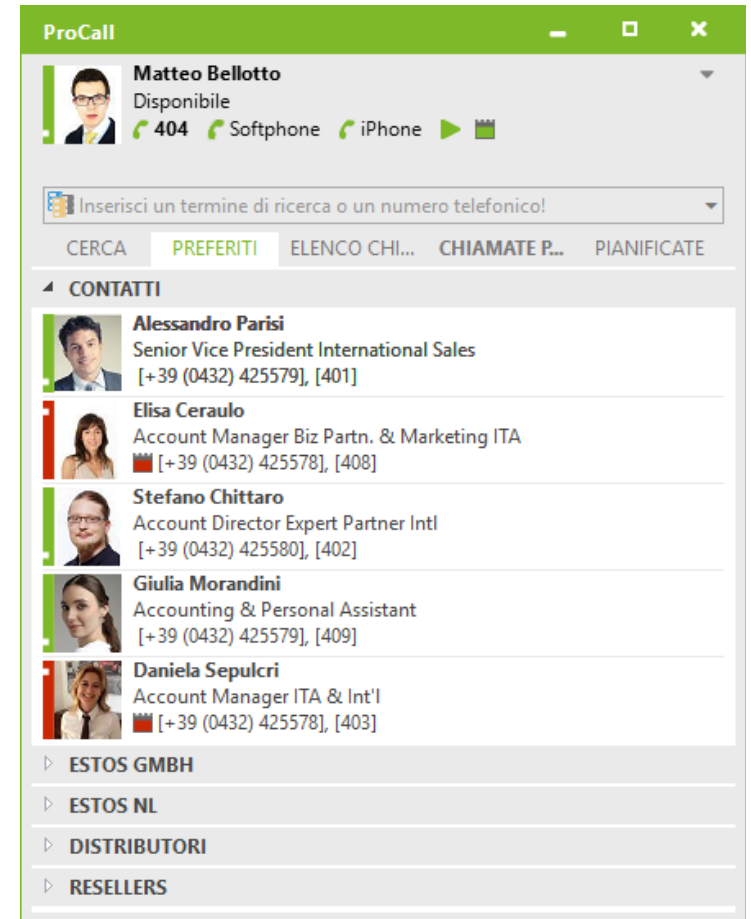 ProCall
Matteo Bellotto
Disponibile
404 Softphone iPhone
Inserisci un termine di ricerca o un numero telefonico!
CERCA PREFERITI ELENCO CHI... CHIAMATE P... PIANIFICATE
CONTATTI
Alessandro Parisi
Senior Vice President International Sales
[+39 (0432) 425579], [401]
Elisa Ceraulo
Account Manager Biz Partn. & Marketing ITA
[+39 (0432) 425578], [408]
Stefano Chittaro
Account Director Expert Partner Intl
[+39 (0432) 425580], [402]
Giulia Morandini
Accounting & Personal Assistant
[+39 (0432) 425579], [409]
Daniela Sepulcri
Account Manager ITA & Int'l
[+39 (0432) 425578], [403]
ESTOS GMBH
ESTOS NL
DISTRIBUTORI
RESELLERS